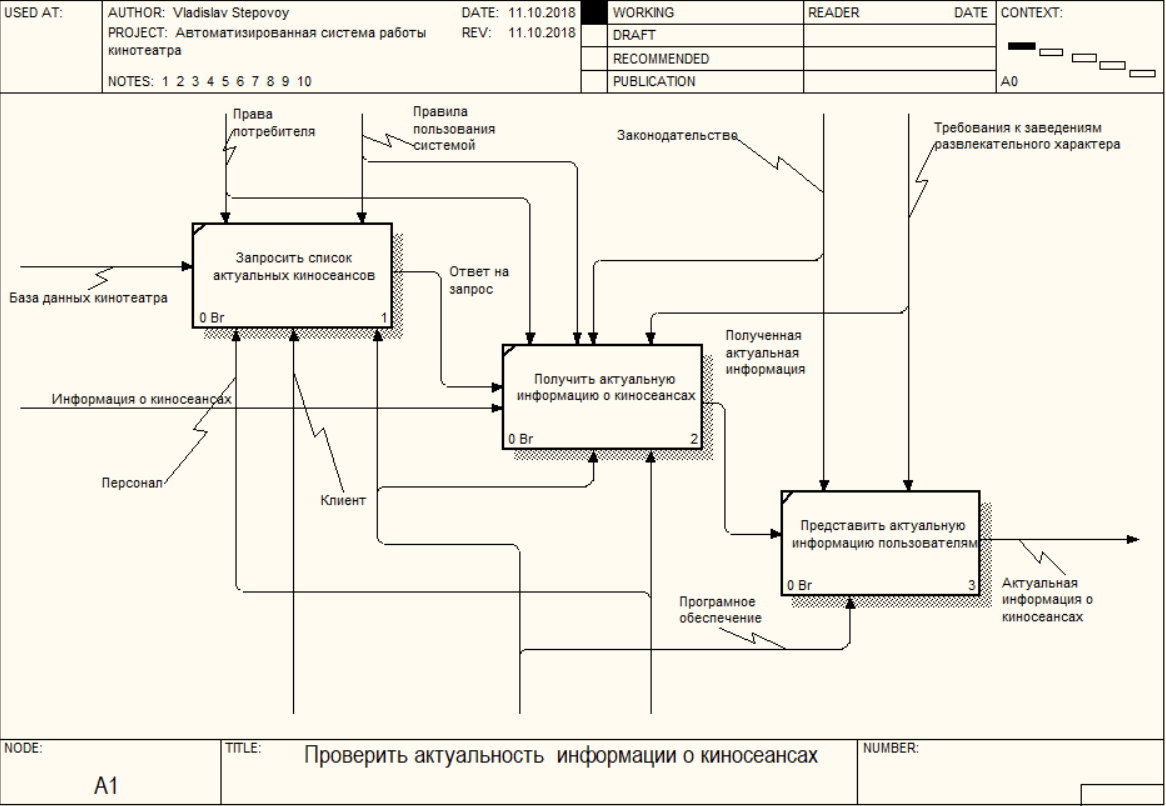 USED AT:
AUTHOR: Vladislav Stepovoy
DATE: 11.10.2018
PROJECT: Автоматизированная система работы
кинотеатра
REV: 11.10.2018
NOTES: 1 2 3 4 5 6 7 8 9 10
WORKING
DRAFT
RECOMMENDED
PUBLICATION
READER
DATE
CONTEXT:
A0
Права
потребителя
Правила
пользования
системой
Законодательство
Требования к заведениям
развлекательного характера
Запросить список
актуальных киносеансов
0 Br
1
База данных кинотеатра
Ответ на
запрос
Полученная
актуальная
информация
Получить актуальную
информацию о киносеансах
0 Br
2
Информация о киносеансах
Персонал
Клиент
Представить актуальную
информацию пользователям
0 Br
3
Програмное
обеспечение
Актуальная
информация о
киносеансах
NODE:
A1
TITLE:
Проверить актуальность информации о киносеансах
NUMBER: